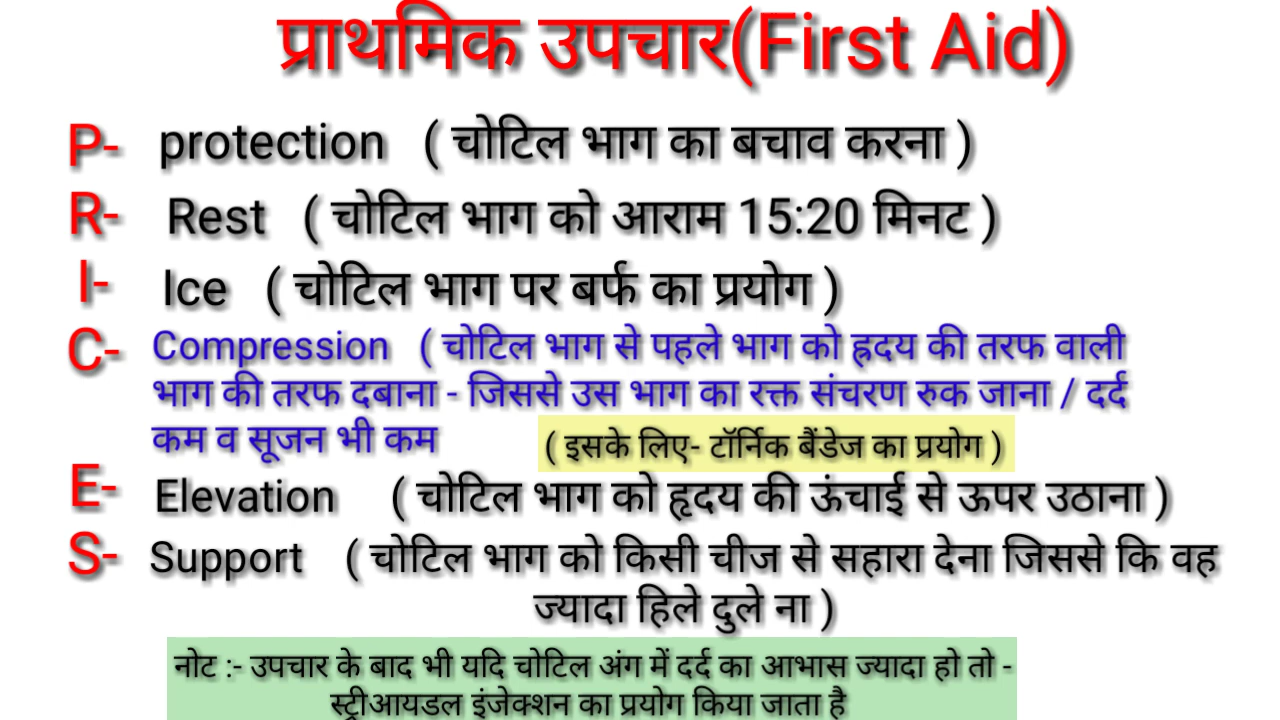 प्राथमिक उपचार(First Aid)
P- protection ( चोटिल भाग का बचाव करना )
R- Rest ( चोटिल भाग को आराम 15:20 मिनट )
I- Ice ( चोटिल भाग पर बर्फ का प्रयोग )
C- Compression ( चोटिल भाग से पहले भाग को ह्रदय की तरफ वाली
भाग की तरफ दबाना - जिससे उस भाग का रक्त संचरण रुक जाना / दर्द
कम व सूजन भी कम ( इसके लिए- टॉर्निक बैंडेज का प्रयोग )
E- Elevation ( चोटिल भाग को हृदय की ऊंचाई से ऊपर उठाना )
S- Support ( चोटिल भाग को किसी चीज से सहारा देना जिससे कि वह
ज्यादा हिले दुले ना )
नोट :- उपचार के बाद भी यदि चोटिल अंग में दर्द का आभास ज्यादा हो तो -
स्ट्रीआयडल इंजेक्शन का प्रयोग किया जाता है